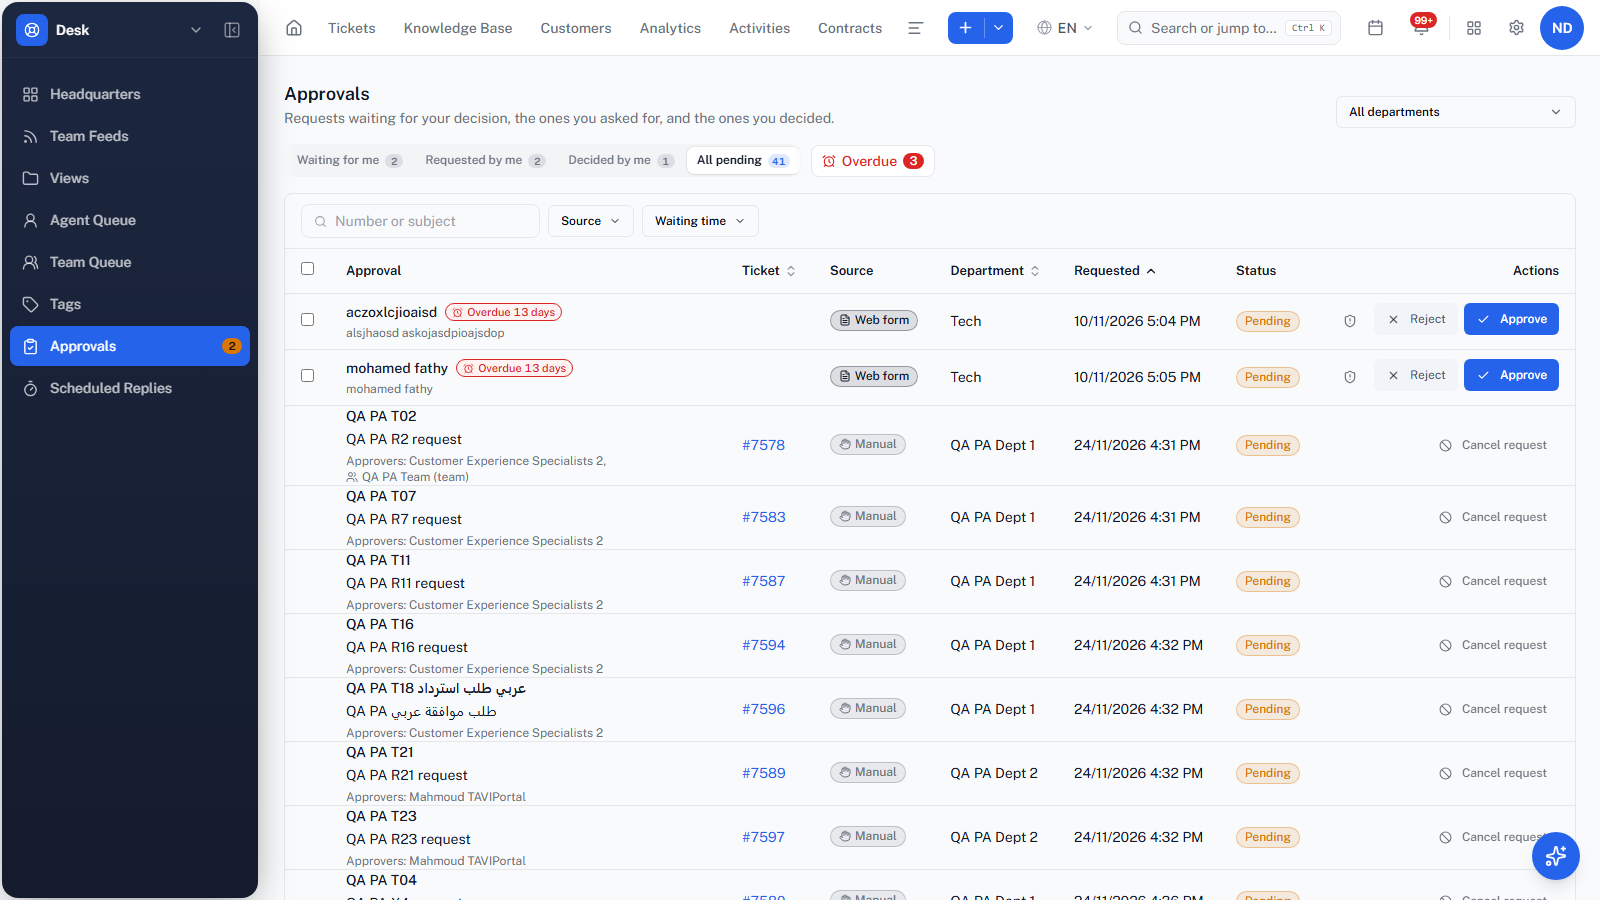 Desk
Headquarters
Team Feeds
Views
Agent Queue
Team Queue
Tags
Approvals 2
Scheduled Replies
Tickets
Knowledge Base
Customers
Analytics
Activities
Contracts
EN
Search or jump to...
Ctrl K
99+
ND
Approvals
Requests waiting for your decision, the ones you asked for, and the ones you decided.
All departments
Waiting for me 2
Requested by me 2
Decided by me 1
All pending 41
Overdue 3
Number or subject
Source
Waiting time
Approval Ticket Source Department Requested Status Actions
aczoxlcjioaisd Overdue 13 days
alsjhaosd askojasdpioajsdop
Web form Tech 10/11/2026 5:04 PM Pending Reject Approve
mohamed fathy Overdue 13 days
mohamed fathy
Web form Tech 10/11/2026 5:05 PM Pending Reject Approve
QA PA T02
QA PA R2 request
Approvers: Customer Experience Specialists 2,
QA PA Team (team)
#7578 Manual QA PA Dept 1 24/11/2026 4:31 PM Pending Cancel request
QA PA T07
QA PA R7 request
Approvers: Customer Experience Specialists 2
#7583 Manual QA PA Dept 1 24/11/2026 4:31 PM Pending Cancel request
QA PA T11
QA PA R11 request
Approvers: Customer Experience Specialists 2
#7587 Manual QA PA Dept 1 24/11/2026 4:31 PM Pending Cancel request
QA PA T16
QA PA R16 request
Approvers: Customer Experience Specialists 2
#7594 Manual QA PA Dept 1 24/11/2026 4:32 PM Pending Cancel request
QA PA T18 عربي طلب استرداد
QA PA طلب موافقة عربي
Approvers: Customer Experience Specialists 2
#7596 Manual QA PA Dept 1 24/11/2026 4:32 PM Pending Cancel request
QA PA T21
QA PA R21 request
Approvers: Mahmoud TAVIPortal
#7589 Manual QA PA Dept 2 24/11/2026 4:32 PM Pending Cancel request
QA PA T23
QA PA R23 request
Approvers: Mahmoud TAVIPortal
#7597 Manual QA PA Dept 2 24/11/2026 4:32 PM Pending Cancel request
QA PA T04